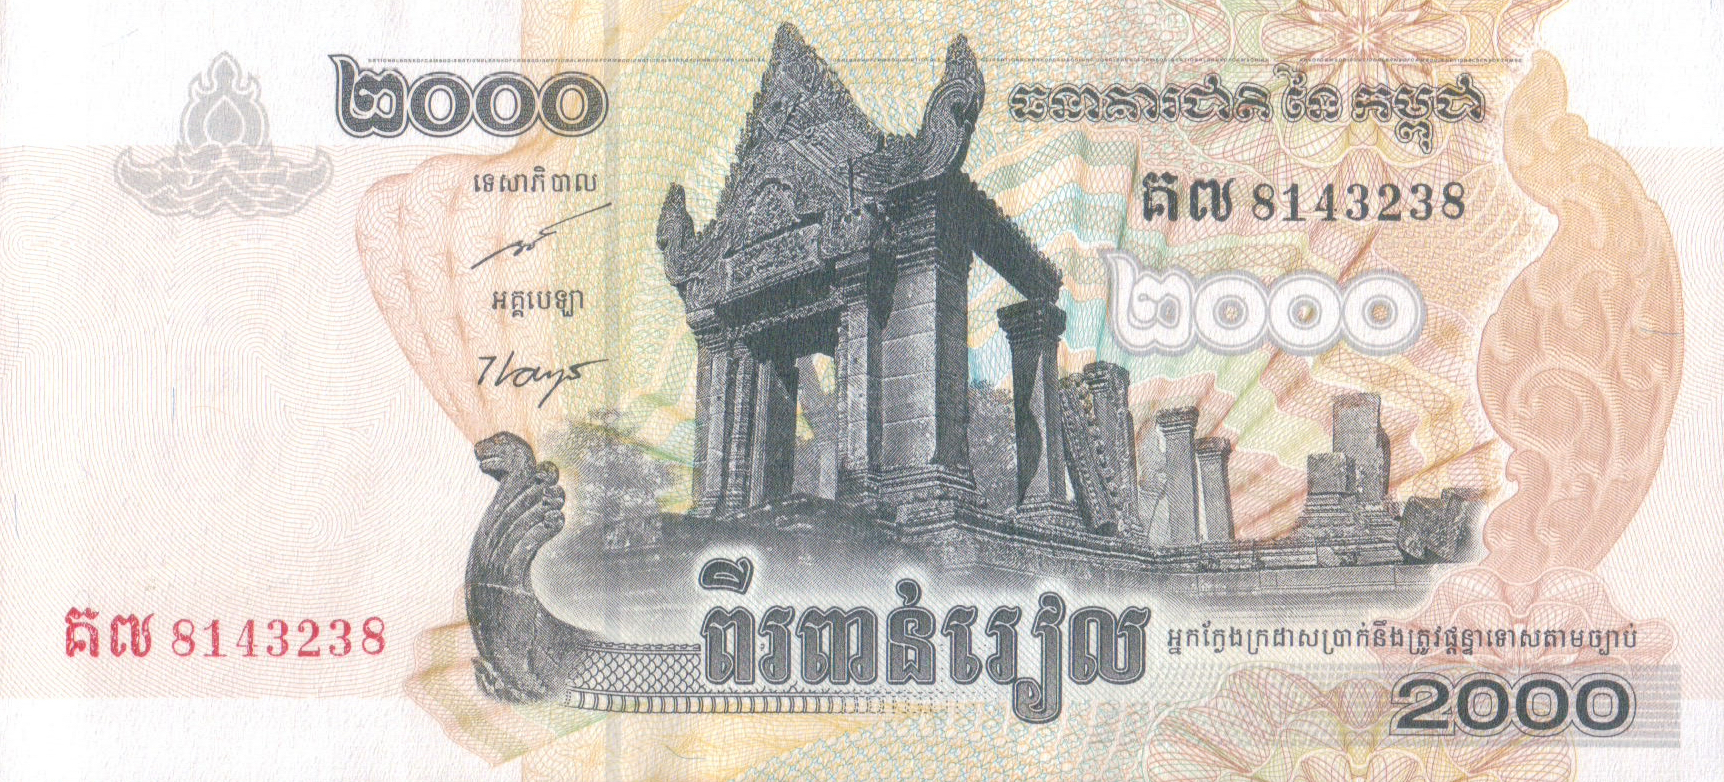 ២០០០
ធនាគារជាតិ នៃ កម្ពុជា
ទេសាភិបាល
គ៧ 8143238
អគ្គបេឡា
២០០០
គ៧ 8143238
ពីរពាន់រៀល
អ្នកក្លែងក្រដាសប្រាក់នឹងត្រូវផ្តន្ទាទោសតាមច្បាប់
2000